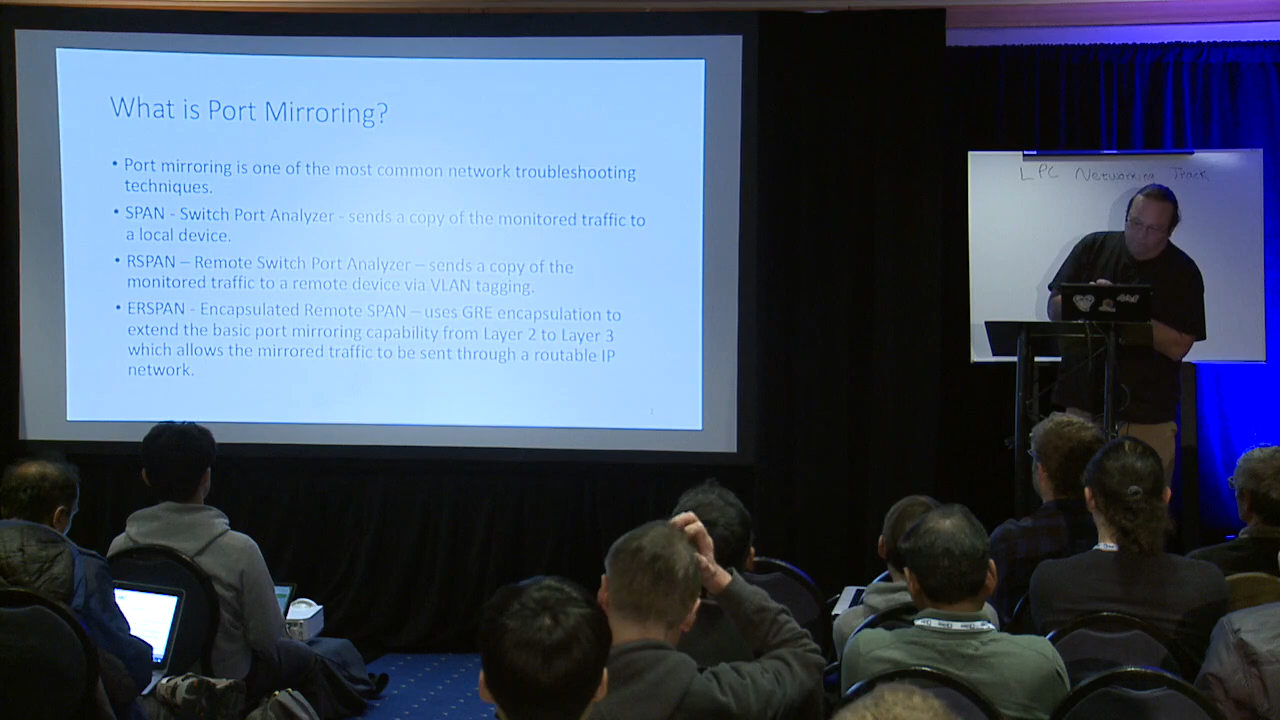 What is Port Mirroring?
• Port mirroring is one of the most common network troubleshooting
techniques.
• SPAN - Switch Port Analyzer - sends a copy of the monitored traffic to
a local device.
• RSPAN – Remote Switch Port Analyzer – sends a copy of the
monitored traffic to a remote device via VLAN tagging.
• ERSPAN - Encapsulated Remote SPAN – uses GRE encapsulation to
extend the basic port mirroring capability from Layer 2 to Layer 3
which allows the mirrored traffic to be sent through a routable IP
network.
LPC Networking Track